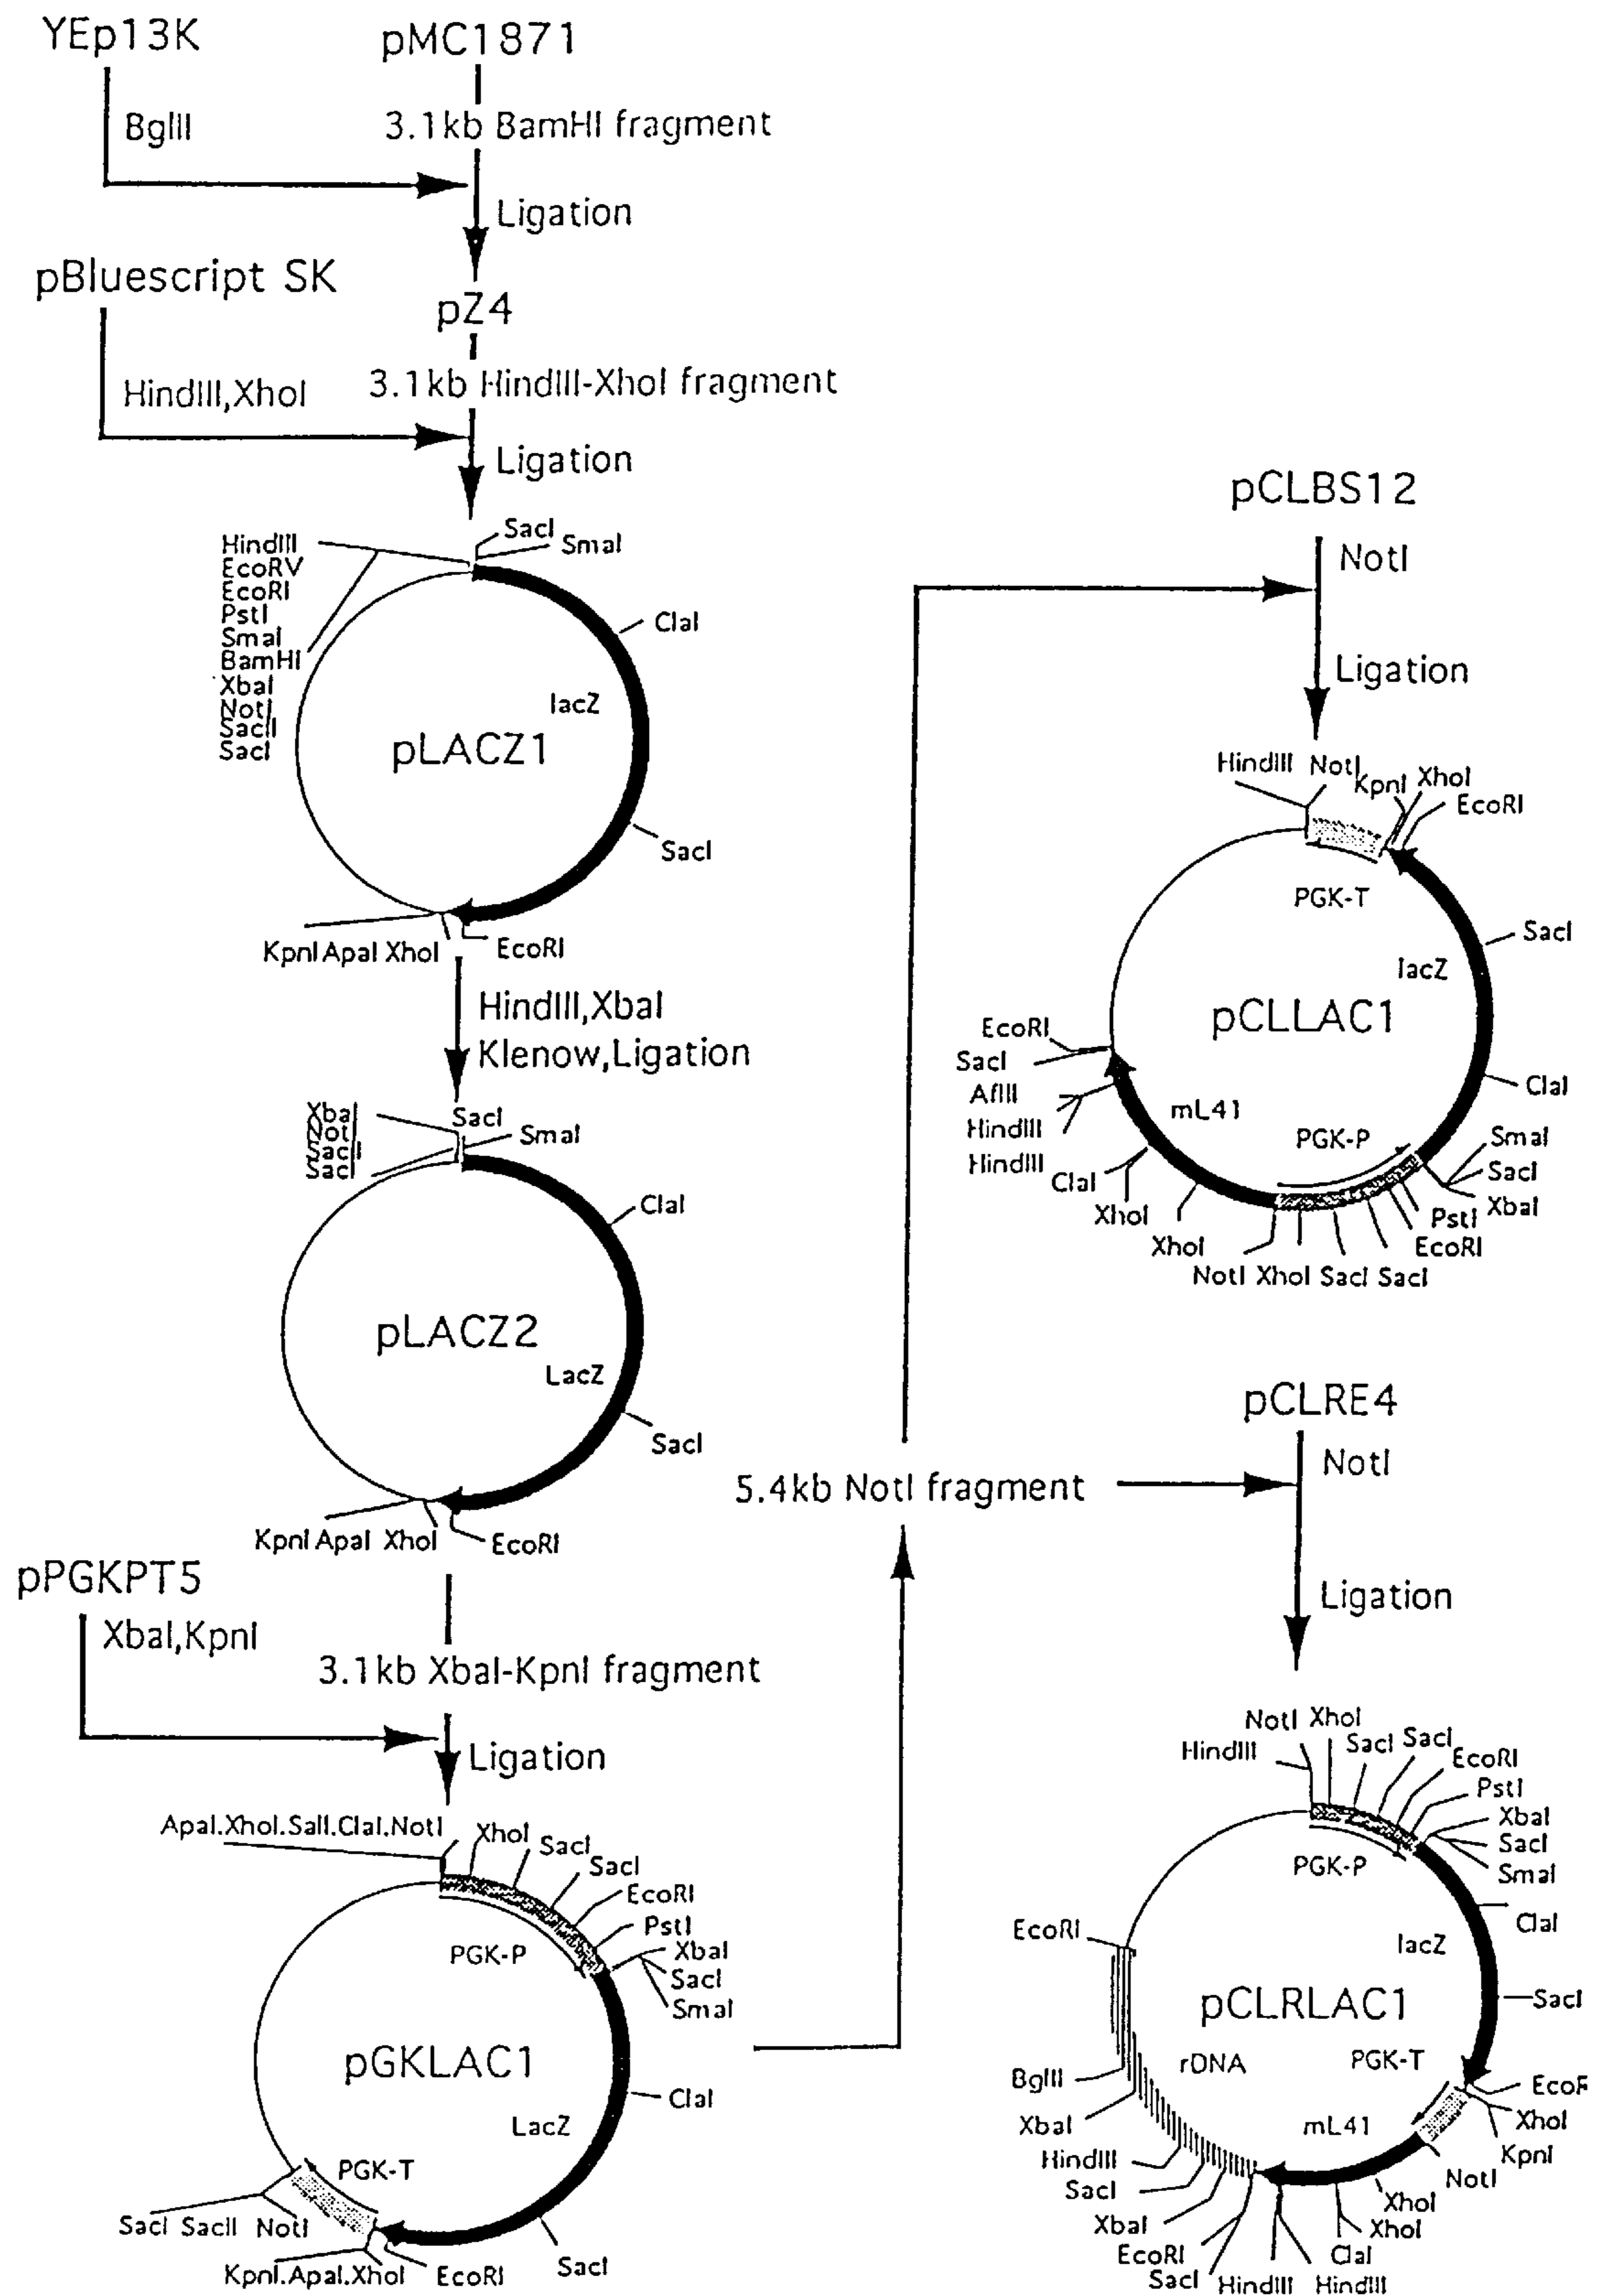 YEp13K
pMC1871
BglII
3.1kb BamHI fragment
Ligation
pBluescript SK
pZ4
HindIII,XhoI
3.1kb HindIII-XhoI fragment
Ligation
SacI
SmaI
HindIII
EcoRV
EcoRI
PstI
SmaI
BamHI
XbaI
NotI
SacII
SacI
ClaI
lacZ
pLACZ1
SacI
KpnI ApaI XhoI
EcoRI
HindIII,XbaI
Klenow,Ligation
XbaI
NotI
SacII
SacI
SacI
SmaI
ClaI
pLACZ2
LacZ
SacI
KpnI ApaI XhoI
EcoRI
pPGKPT5
XbaI,KpnI
3.1kb XbaI-KpnI fragment
Ligation
ApaI.XhoI.SalI.ClaI.NotI
XhoI
SacI
SacI
EcoRI
PstI
XbaI
SacI
SmaI
PGK-P
pGKLAC1
ClaI
LacZ
PGK-T
SacI SacII NotI
KpnI.ApaI.XhoI
EcoRI
SacI
5.4kb NotI fragment
pCLBS12
NotI
Ligation
HindIII NotI
KpnI
XhoI
EcoRI
PGK-T
SacI
lacZ
pCLLAC1
EcoRI
SacI
AflII
HindIII
HindIII
ClaI
XhoI
XhoI
mL41
PGK-P
ClaI
SmaI
SacI
XbaI
PstI
EcoRI
NotI XhoI SacI SacI
pCLRE4
NotI
Ligation
NotI XhoI
HindIII
SacI
SacI
EcoRI
PstI
XbaI
SacI
SmaI
PGK-P
ClaI
lacZ
EcoRI
pCLRLAC1
SacI
rDNA
PGK-T
BglII
XbaI
mL41
EcoR
XhoI
KpnI
HindIII
SacI
NotI
XbaI
XhoI
XhoI
EcoRI
ClaI
SacI HindIII HindIII